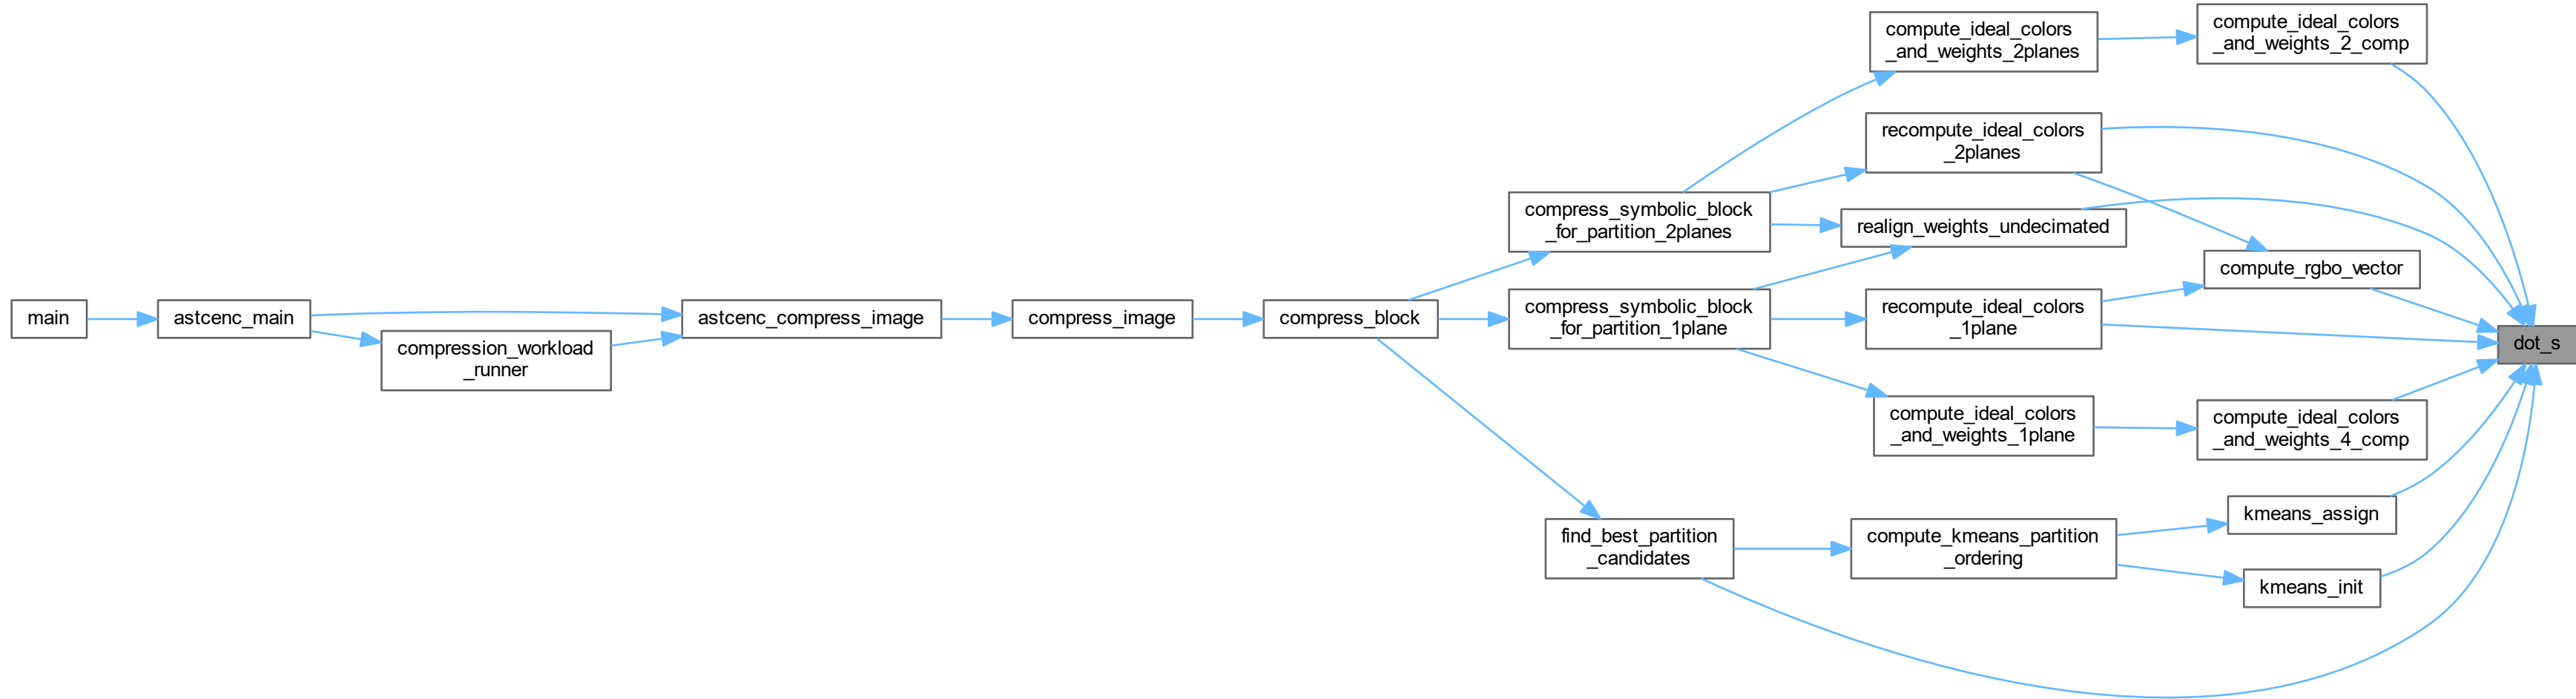 main
astcenc_main
compression_workload
_runner
astcenc_compress_image
compress_image
compress_block
compress_symbolic_block
_for_partition_2planes
compress_symbolic_block
_for_partition_1plane
find_best_partition
_candidates
compute_ideal_colors
_and_weights_2planes
recompute_ideal_colors
_2planes
realign_weights_undecimated
recompute_ideal_colors
_1plane
compute_ideal_colors
_and_weights_1plane
compute_kmeans_partition
_ordering
compute_ideal_colors
_and_weights_2_comp
compute_rgbo_vector
compute_ideal_colors
_and_weights_4_comp
kmeans_assign
kmeans_init
dot_s